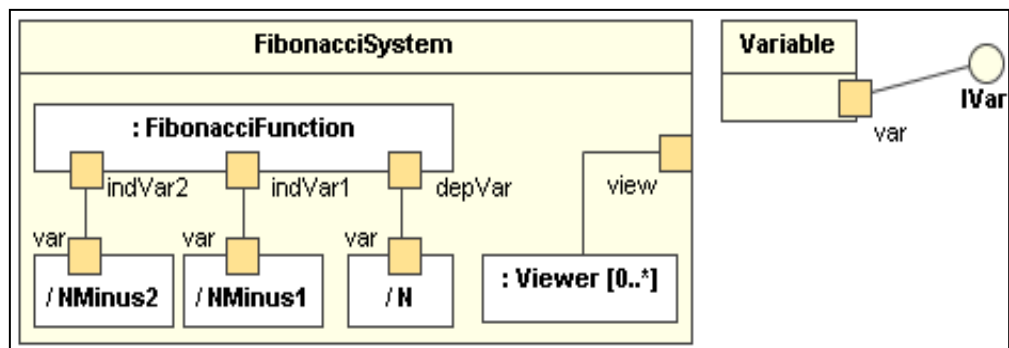 FibonacciSystem
: FibonacciFunction
indVar2
indVar1
depVar
var
var
var
/ NMinus2
/ NMinus1
/ N
view
: Viewer [0..*]
Variable
var
IVar